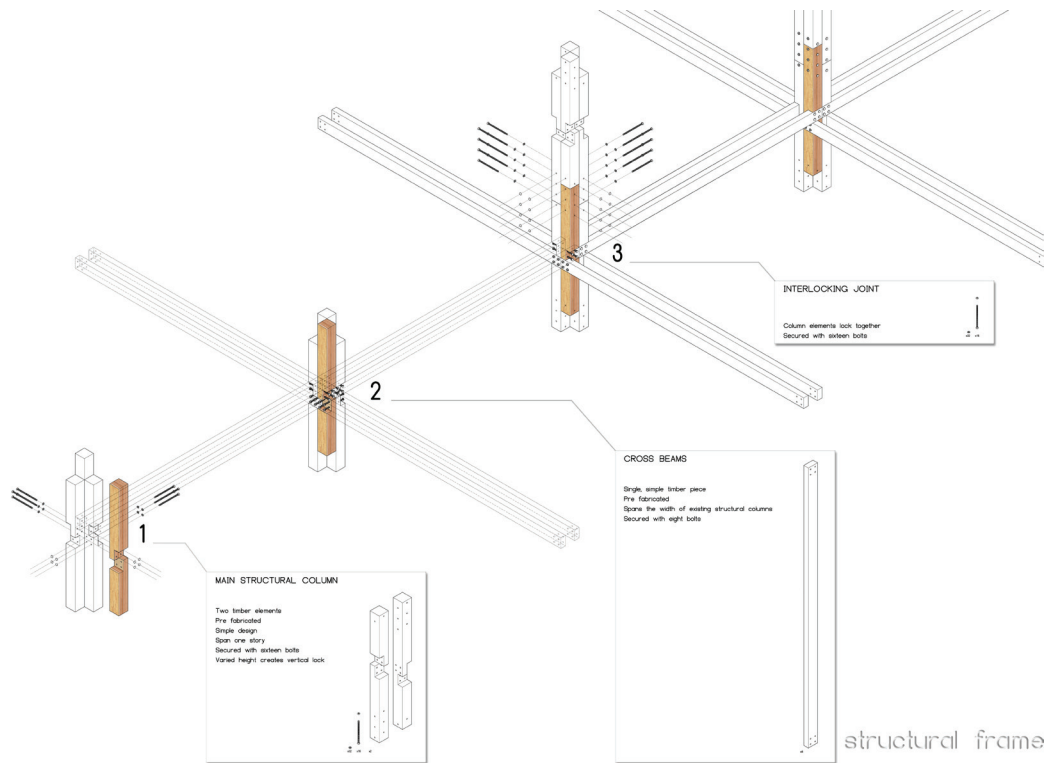 3
INTERLOCKING JOINT
Column elements lock together
Secured with sixteen bolts
2
CROSS BEAMS
Single, simple timber piece
Pre fabricated
Spans the width of existing structural columns
Secured with eight bolts
1
MAIN STRUCTURAL COLUMN
Two timber elements
Pre fabricated
Simple design
Span one story
Secured with sixteen bolts
Varied height creates vertical lock
structural frame